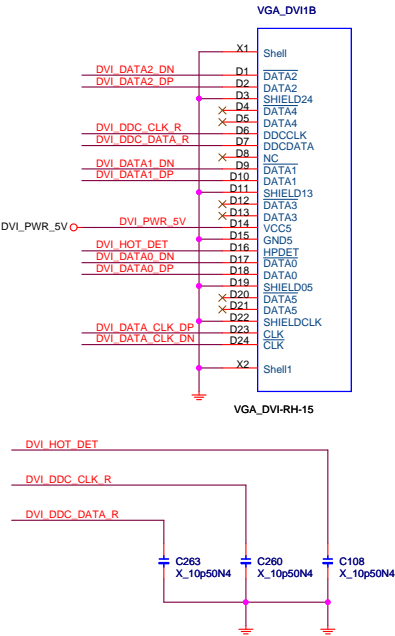 VGA_DVI1B
X1 Shell
DVI_DATA2_DN D1 DATA2
DVI_DATA2_DP D2 DATA2
D3 SHIELD24
D4 DATA4
D5 DATA4
DVI_DDC_CLK_R D6 DDCCLK
DVI_DDC_DATA_R D7 DDCDATA
D8 NC
DVI_DATA1_DN D9 DATA1
DVI_DATA1_DP D10 DATA1
D11 SHIELD13
D12 DATA3
D13 DATA3
DVI_PWR_5V DVI_PWR_5V D14 VCC5
D15 GND5
DVI_HOT_DET D16 HPDET
DVI_DATA0_DN D17 DATA0
DVI_DATA0_DP D18 DATA0
D19 SHIELD05
D20 DATA5
D21 DATA5
D22 SHIELDCLK
DVI_DATA_CLK_DP D23 CLK
DVI_DATA_CLK_DN D24 CLK
X2 Shell1
VGA_DVI-RH-15
DVI_HOT_DET
DVI_DDC_CLK_R
DVI_DDC_DATA_R
C263 C260 C108
X_10p50N4 X_10p50N4 X_10p50N4